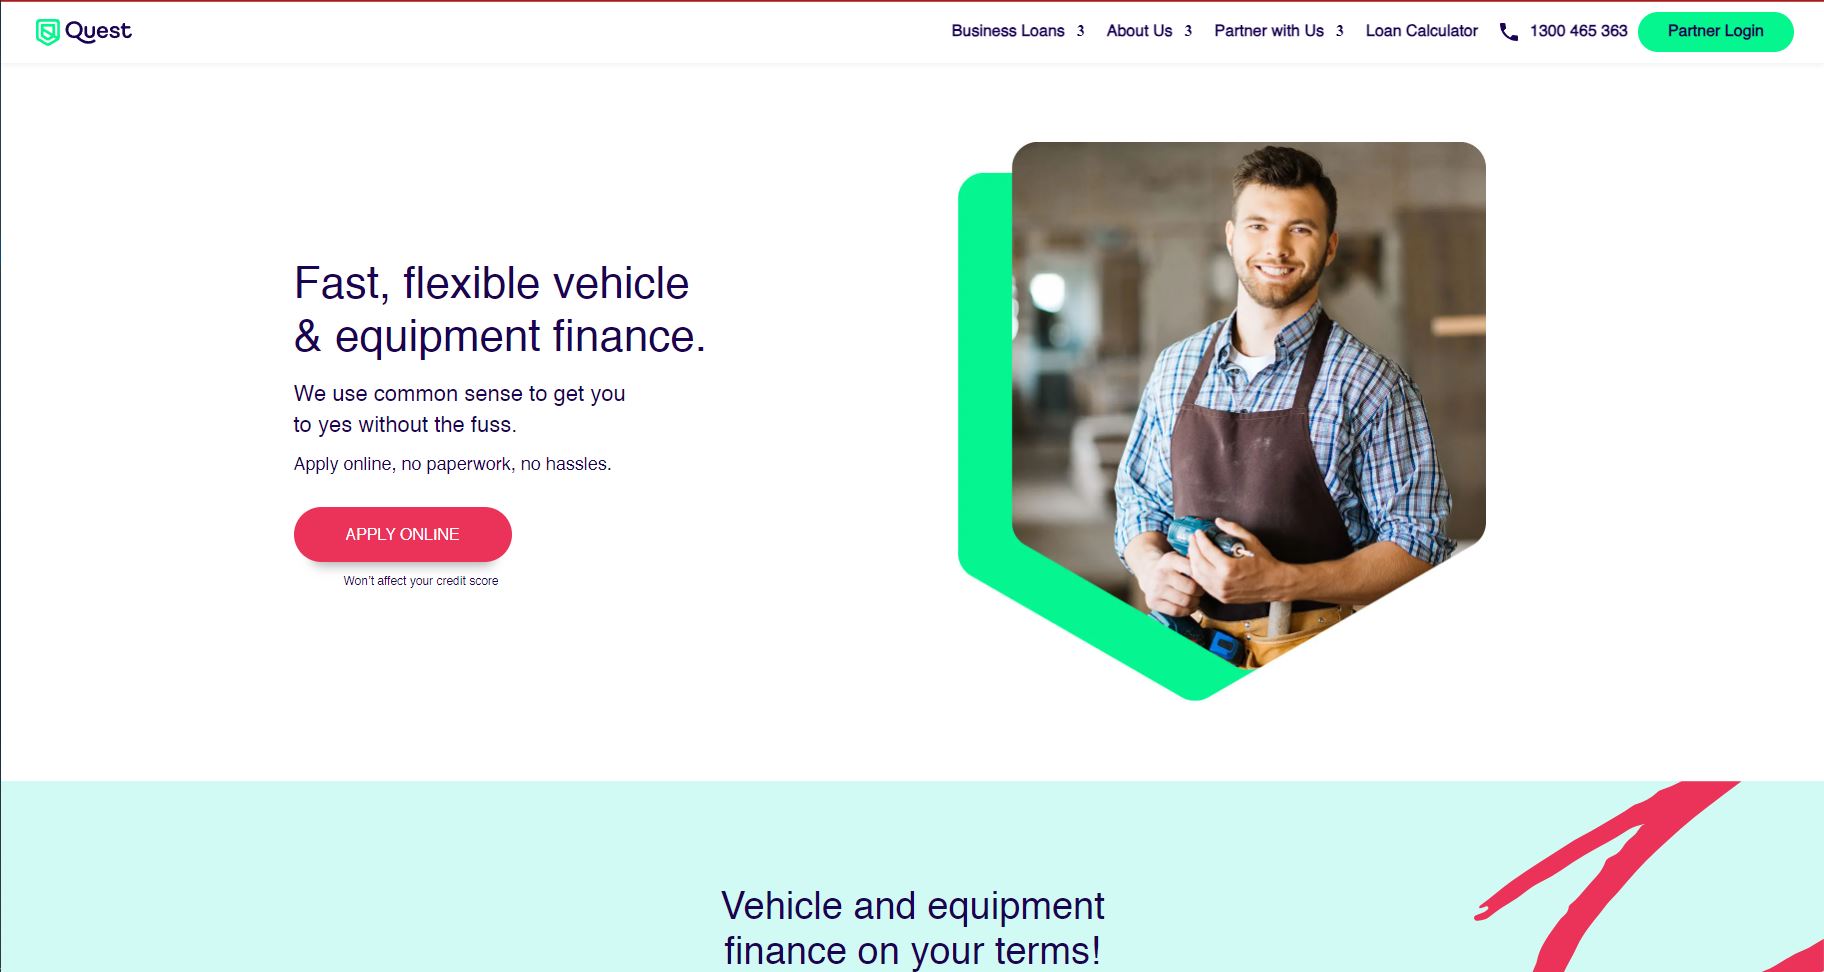 Quest
Business Loans 3 About Us 3 Partner with Us 3 Loan Calculator 1300 465 363 Partner Login
Fast, flexible vehicle
& equipment finance.
We use common sense to get you
to yes without the fuss.
Apply online, no paperwork, no hassles.
APPLY ONLINE
Won't affect your credit score
Vehicle and equipment
finance on your terms!